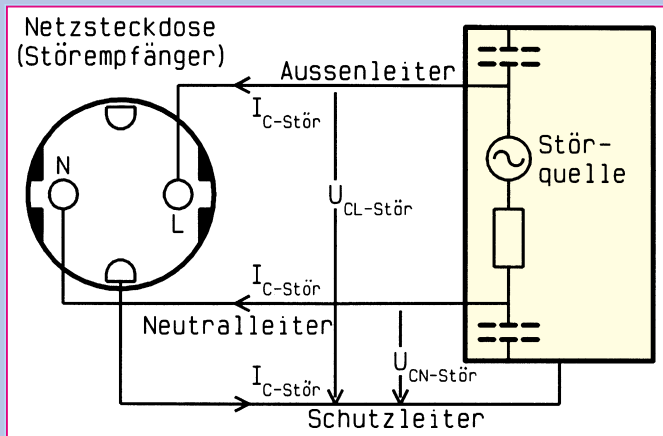 Netzsteckdose
(Störempfänger)
Aussenleiter
I C-Stör
Stör-
quelle
N
L
U CL-Stör
I C-Stör
Neutralleiter
U CN-Stör
I C-Stör
Schutzleiter